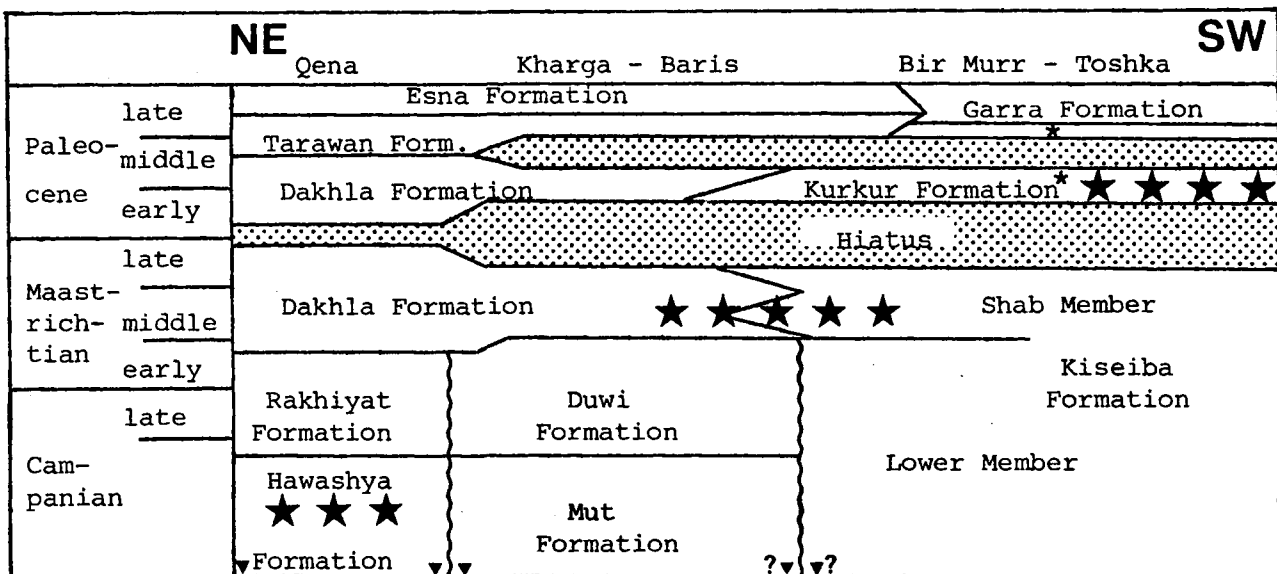 NE
SW
Qena
Kharga - Baris
Bir Murr - Toshka
late
Esna Formation
Garra Formation
Paleo-
middle
Tarawan Form.
*
cene
Dakhla Formation
Kurkur Formation* ★ ★ ★ ★
early
late
Hiatus
Maast-
rich-
tian
middle
Dakhla Formation
★ ★ ★ ★ ★
Shab Member
early
Kiseiba
Formation
late
Rakhiyat
Formation
Duwi
Formation
Cam-
panian
Lower Member
Hawashya
★ ★ ★
Formation
Mut
Formation
?▼ ▼?